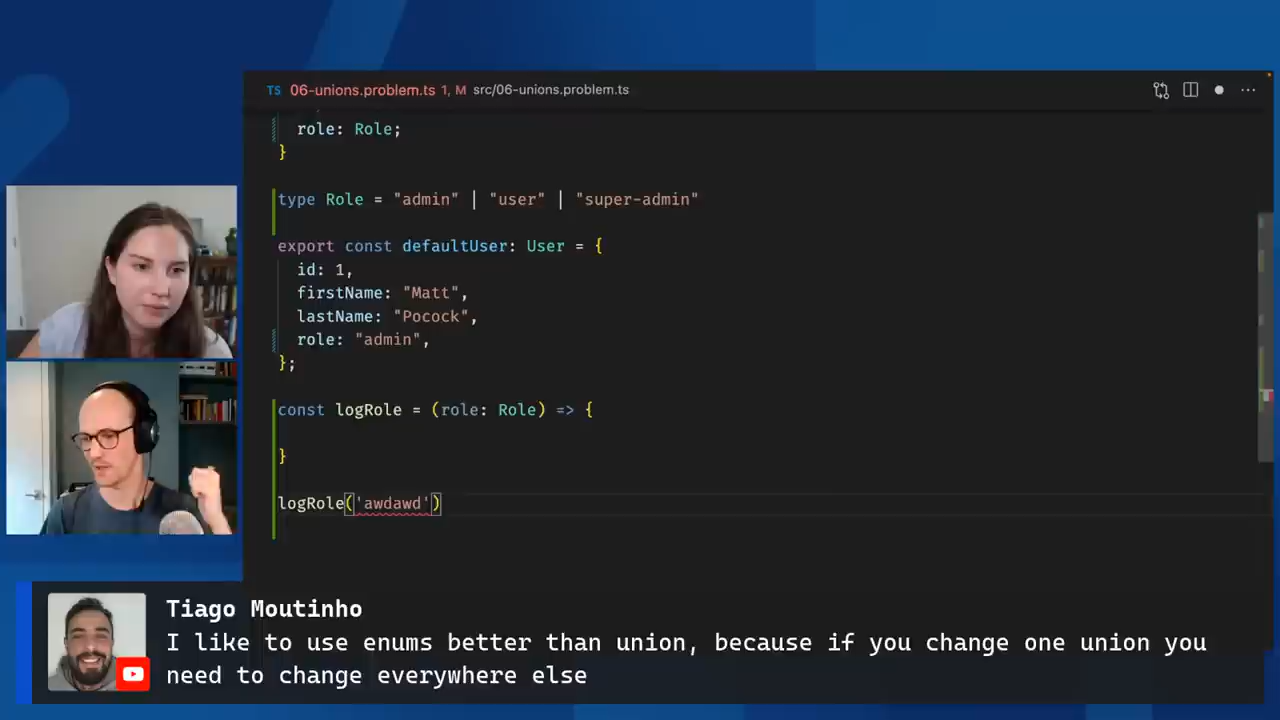 TS 06-unions.problem.ts 1, M src/06-unions.problem.ts
role: Role;
}
type Role = "admin" | "user" | "super-admin"
export const defaultUser: User = {
id: 1,
firstName: "Matt",
lastName: "Pocock",
role: "admin",
};
const logRole = (role: Role) => {
}
logRole('awdawd')
Tiago Moutinho
I like to use enums better than union, because if you change one union you
need to change everywhere else